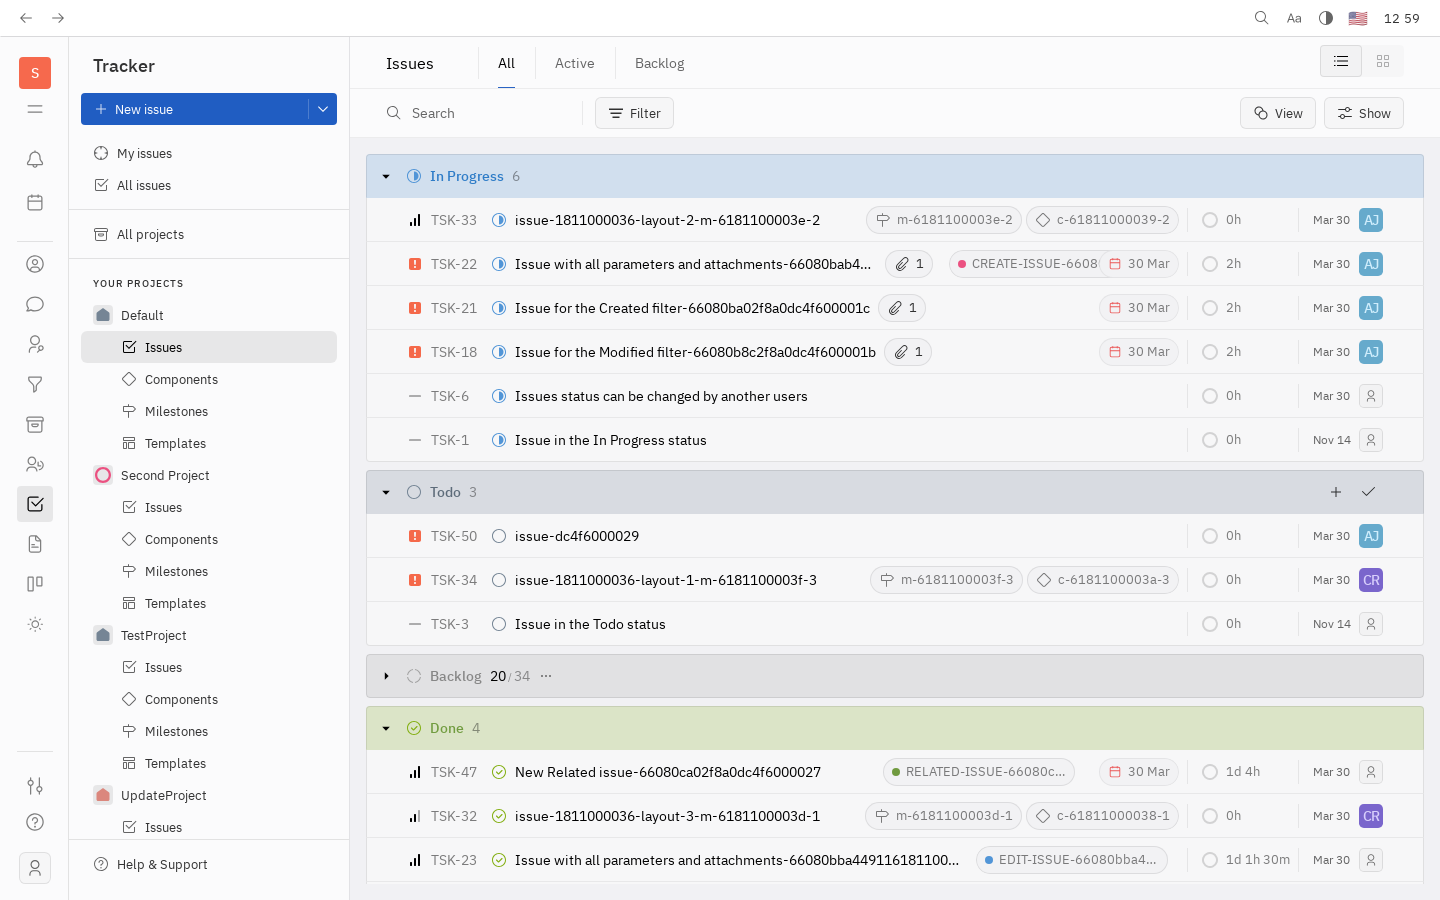 Aa 12 59
S
Tracker
New issue
My issues
All issues
All projects
YOUR PROJECTS
Default
Issues
Components
Milestones
Templates
Second Project
Issues
Components
Milestones
Templates
TestProject
Issues
Components
Milestones
Templates
UpdateProject
Issues
Help & Support
Issues All Active Backlog
Search Filter View Show
In Progress 6
TSK-33 issue-1811000036-layout-2-m-6181100003e-2 m-6181100003e-2 c-61811000039-2 0h Mar 30 AJ
TSK-22 Issue with all parameters and attachments-66080bab4... 1 CREATE-ISSUE-6608 30 Mar 2h Mar 30 AJ
TSK-21 Issue for the Created filter-66080ba02f8a0dc4f600001c 1 30 Mar 2h Mar 30 AJ
TSK-18 Issue for the Modified filter-66080b8c2f8a0dc4f600001b 1 30 Mar 2h Mar 30 AJ
TSK-6 Issues status can be changed by another users 0h Mar 30
TSK-1 Issue in the In Progress status 0h Nov 14
Todo 3
TSK-50 issue-dc4f6000029 0h Mar 30 AJ
TSK-34 issue-1811000036-layout-1-m-6181100003f-3 m-6181100003f-3 c-6181100003a-3 0h Mar 30 CR
TSK-3 Issue in the Todo status 0h Nov 14
Backlog 20/34 ...
Done 4
TSK-47 New Related issue-66080ca02f8a0dc4f6000027 RELATED-ISSUE-66080c... 30 Mar 1d 4h Mar 30
TSK-32 issue-1811000036-layout-3-m-6181100003d-1 m-6181100003d-1 c-61811000038-1 0h Mar 30 CR
TSK-23 Issue with all parameters and attachments-66080bba449116181100... EDIT-ISSUE-66080bba4... 1d 1h 30m Mar 30